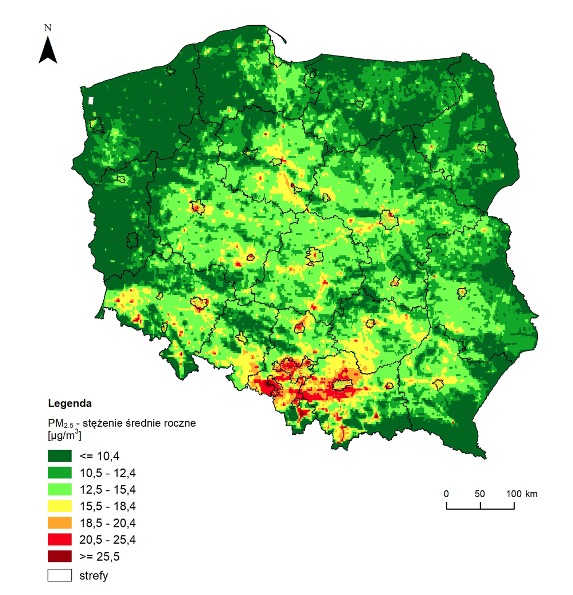 N
Legenda
PM2.5 - stężenie średnie roczne
[µg/m3]
<= 10,4
10,5 - 12,4
12,5 - 15,4
15,5 - 18,4
18,5 - 20,4
20,5 - 25,4
>= 25,5
strefy
0 50 100 km